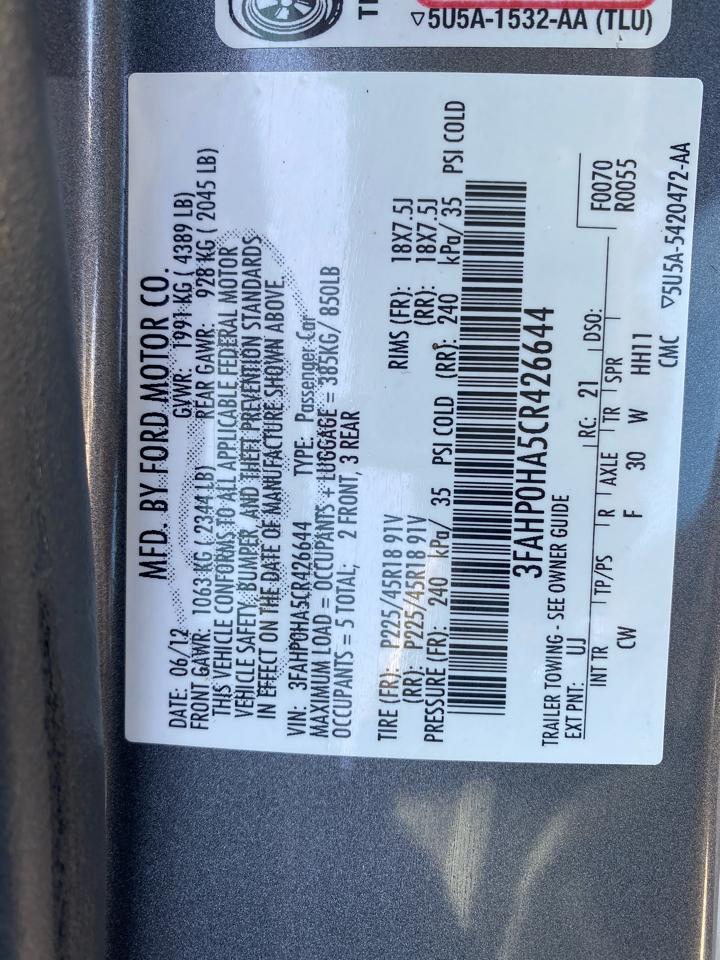 ▽5U5A-1532-AA (TLU)
MFD. BY FORD MOTOR CO.
DATE: 06/12 GVWR: 1991 KG ( 4389 LB)
FRONT GAWR: 1063 KG ( 2344 LB) REAR GAWR: 928 KG ( 2045 LB)
THIS VEHICLE CONFORMS TO ALL APPLICABLE FEDERAL MOTOR
VEHICLE SAFETY, BUMPER, AND THEFT PREVENTION STANDARDS
IN EFFECT ON THE DATE OF MANUFACTURE SHOWN ABOVE.
VIN: 3FAHP0HA5CR426644 TYPE: Passenger Car
MAXIMUM LOAD = OCCUPANTS + LUGGAGE = 385KG/ 850LB
OCCUPANTS = 5 TOTAL; 2 FRONT, 3 REAR
TIRE (FR): P225/45R18 91V RIMS (FR): 18X7.5J
(RR): P225/45R18 91V (RR): 18X7.5J
PRESSURE (FR): 240 kPa/ 35 PSI COLD (RR): 240 kPa/ 35 PSI COLD
3FAHP0HA5CR426644
TRAILER TOWING - SEE OWNER GUIDE
EXT PNT: UJ RC: 21 DSO: F0070
R0055
INT TR TP/PS R AXLE TR SPR
CW F 30 W HH11
CMC ▽5U5A-5420472-AA